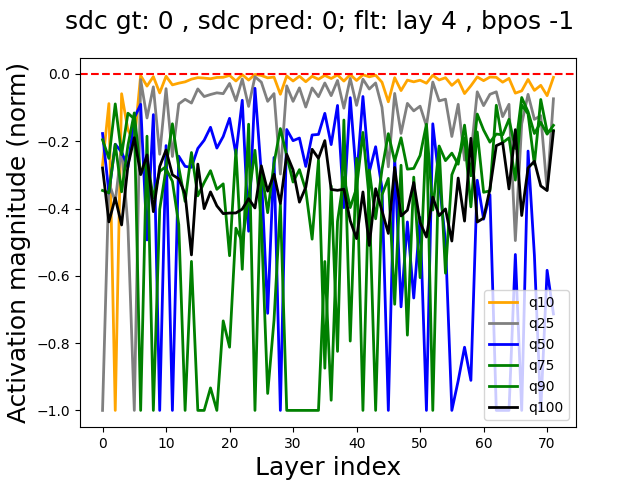 sdc gt: 0 , sdc pred: 0; flt: lay 4 , bpos -1
Activation magnitude (norm)
0.0
−0.2
−0.4
−0.6
−0.8
−1.0
q10
q25
q50
q75
q90
q100
0 10 20 30 40 50 60 70
Layer index